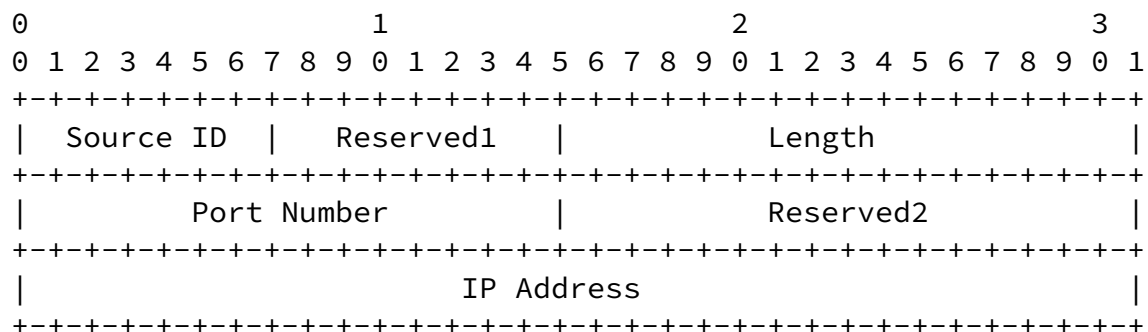 0                   1                   2                   3
0 1 2 3 4 5 6 7 8 9 0 1 2 3 4 5 6 7 8 9 0 1 2 3 4 5 6 7 8 9 0 1
+-+-+-+-+-+-+-+-+-+-+-+-+-+-+-+-+-+-+-+-+-+-+-+-+-+-+-+-+-+-+-+
|  Source ID  |   Reserved1   |           Length              |
+-+-+-+-+-+-+-+-+-+-+-+-+-+-+-+-+-+-+-+-+-+-+-+-+-+-+-+-+-+-+-+
|         Port Number         |           Reserved2           |
+-+-+-+-+-+-+-+-+-+-+-+-+-+-+-+-+-+-+-+-+-+-+-+-+-+-+-+-+-+-+-+
|                        IP Address                           |
+-+-+-+-+-+-+-+-+-+-+-+-+-+-+-+-+-+-+-+-+-+-+-+-+-+-+-+-+-+-+-+